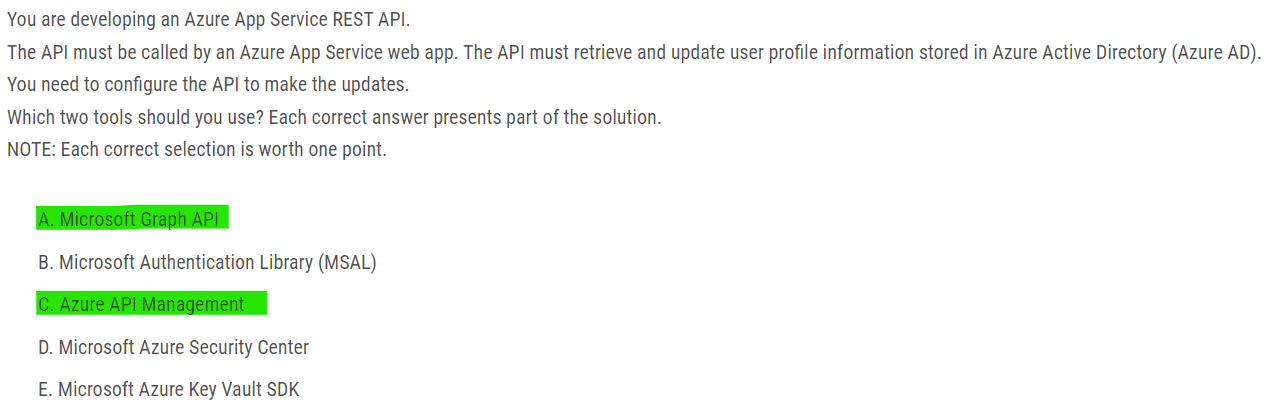 You are developing an Azure App Service REST API.
The API must be called by an Azure App Service web app. The API must retrieve and update user profile information stored in Azure Active Directory (Azure AD).
You need to configure the API to make the updates.
Which two tools should you use? Each correct answer presents part of the solution.
NOTE: Each correct selection is worth one point.
A. Microsoft Graph API
B. Microsoft Authentication Library (MSAL)
C. Azure API Management
D. Microsoft Azure Security Center
E. Microsoft Azure Key Vault SDK